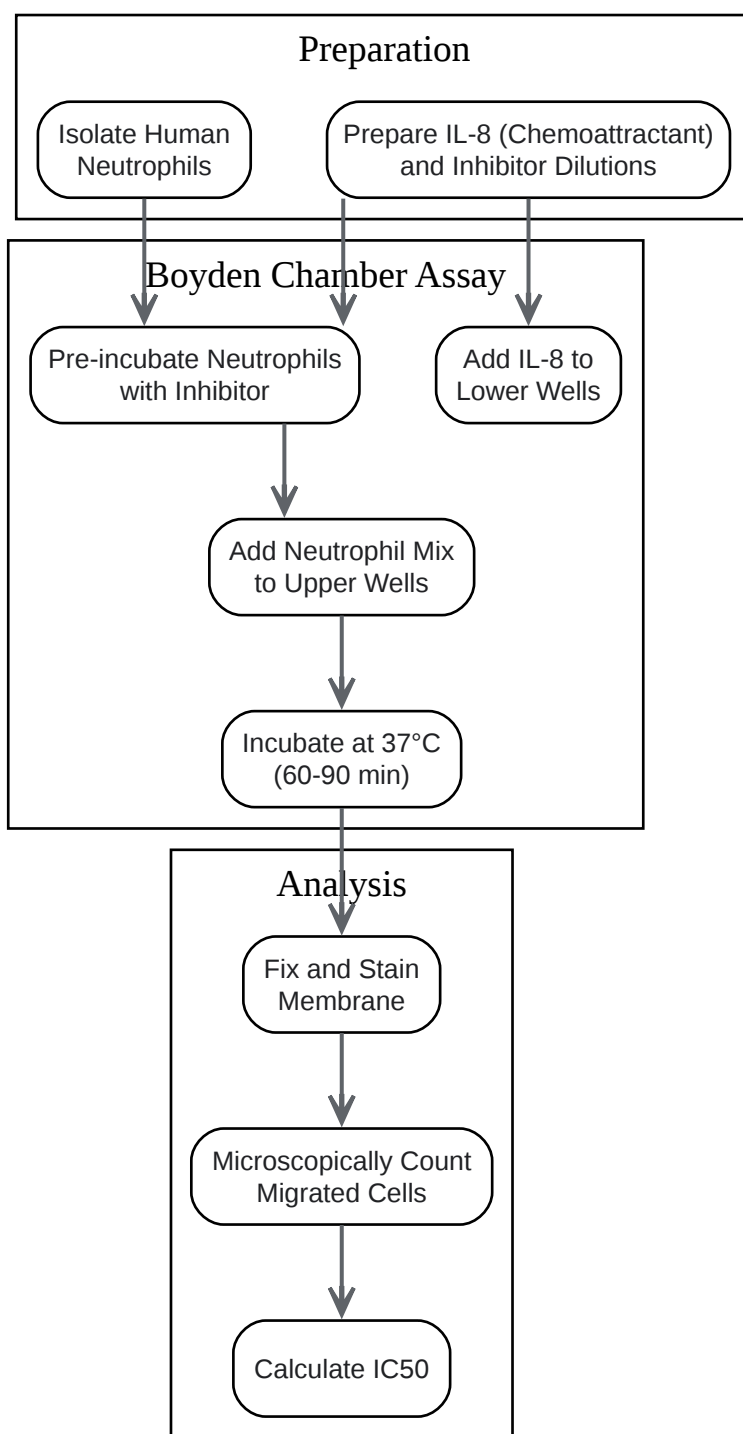 Preparation
Isolate Human
Neutrophils
Prepare IL-8 (Chemoattractant)
and Inhibitor Dilutions
Boyden Chamber Assay
Pre-incubate Neutrophils
with Inhibitor
Add IL-8 to
Lower Wells
Add Neutrophil Mix
to Upper Wells
Incubate at 37°C
(60-90 min)
Analysis
Fix and Stain
Membrane
Microscopically Count
Migrated Cells
Calculate IC50